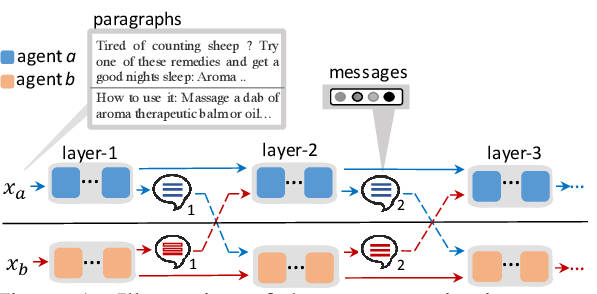 paragraphs
agent a
agent b
Tired of counting sheep ? Try
one of these remedies and get a
good nights sleep: Aroma ..
How to use it: Massage a dab of
aroma therapeutic balm or oil...
messages
layer-1
layer-2
layer-3
xa
...
1
...
2
...
...
xb
...
1
...
2
...
...